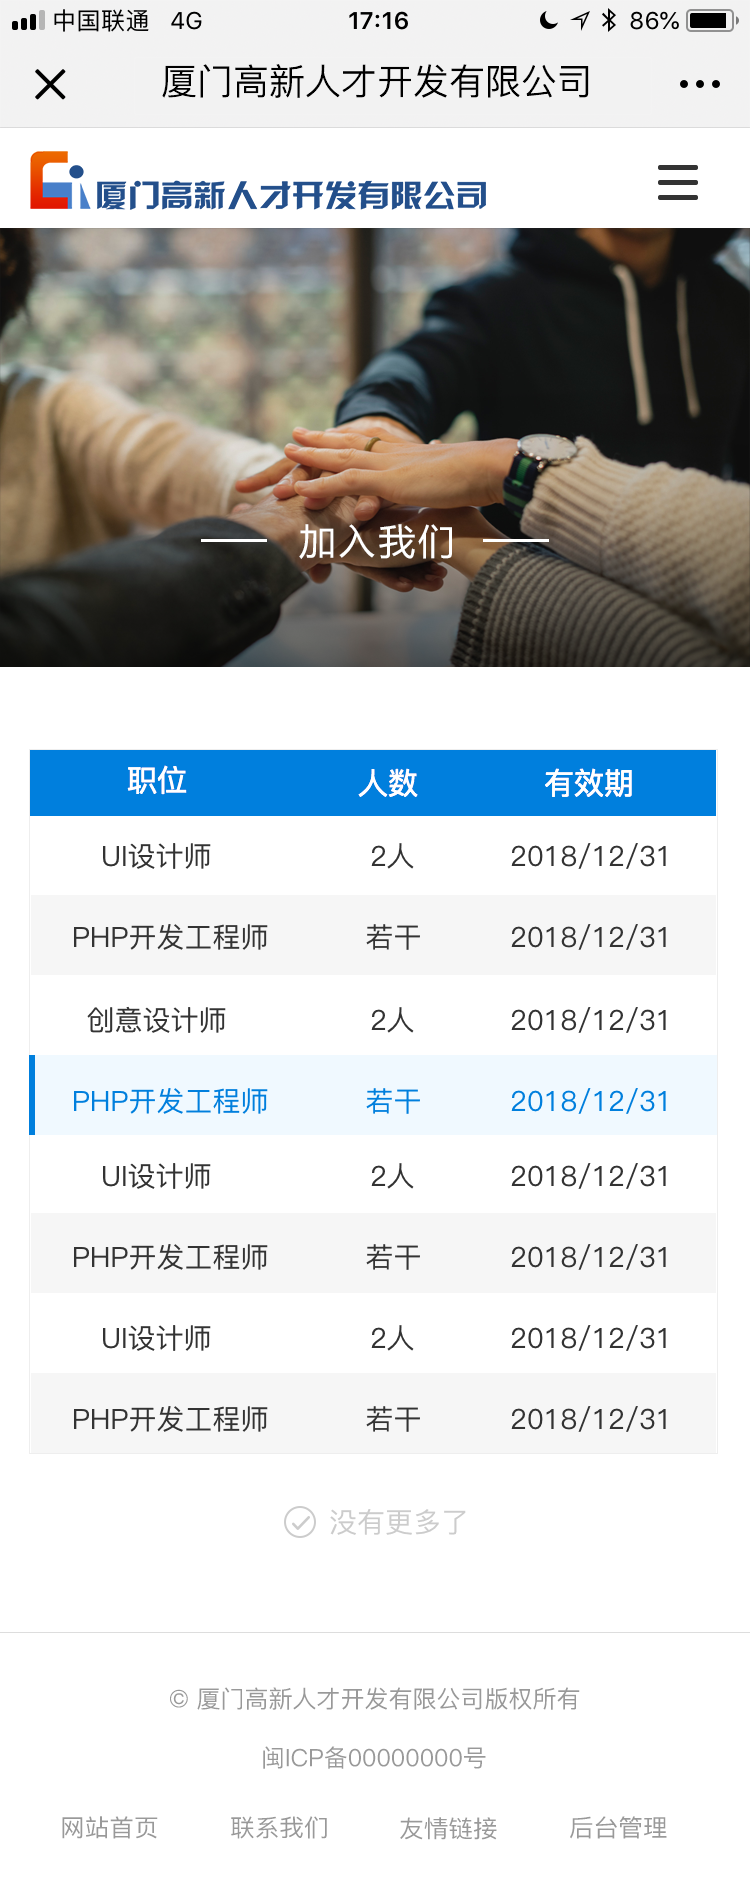 中国联通 4G 17:16 86%
厦门高新人才开发有限公司
厦门高新人才开发有限公司
加入我们
职位 人数 有效期
UI设计师 2人 2018/12/31
PHP开发工程师 若干 2018/12/31
创意设计师 2人 2018/12/31
PHP开发工程师 若干 2018/12/31
UI设计师 2人 2018/12/31
PHP开发工程师 若干 2018/12/31
UI设计师 2人 2018/12/31
PHP开发工程师 若干 2018/12/31
没有更多了
© 厦门高新人才开发有限公司版权所有
闽ICP备00000000号
网站首页 联系我们 友情链接 后台管理